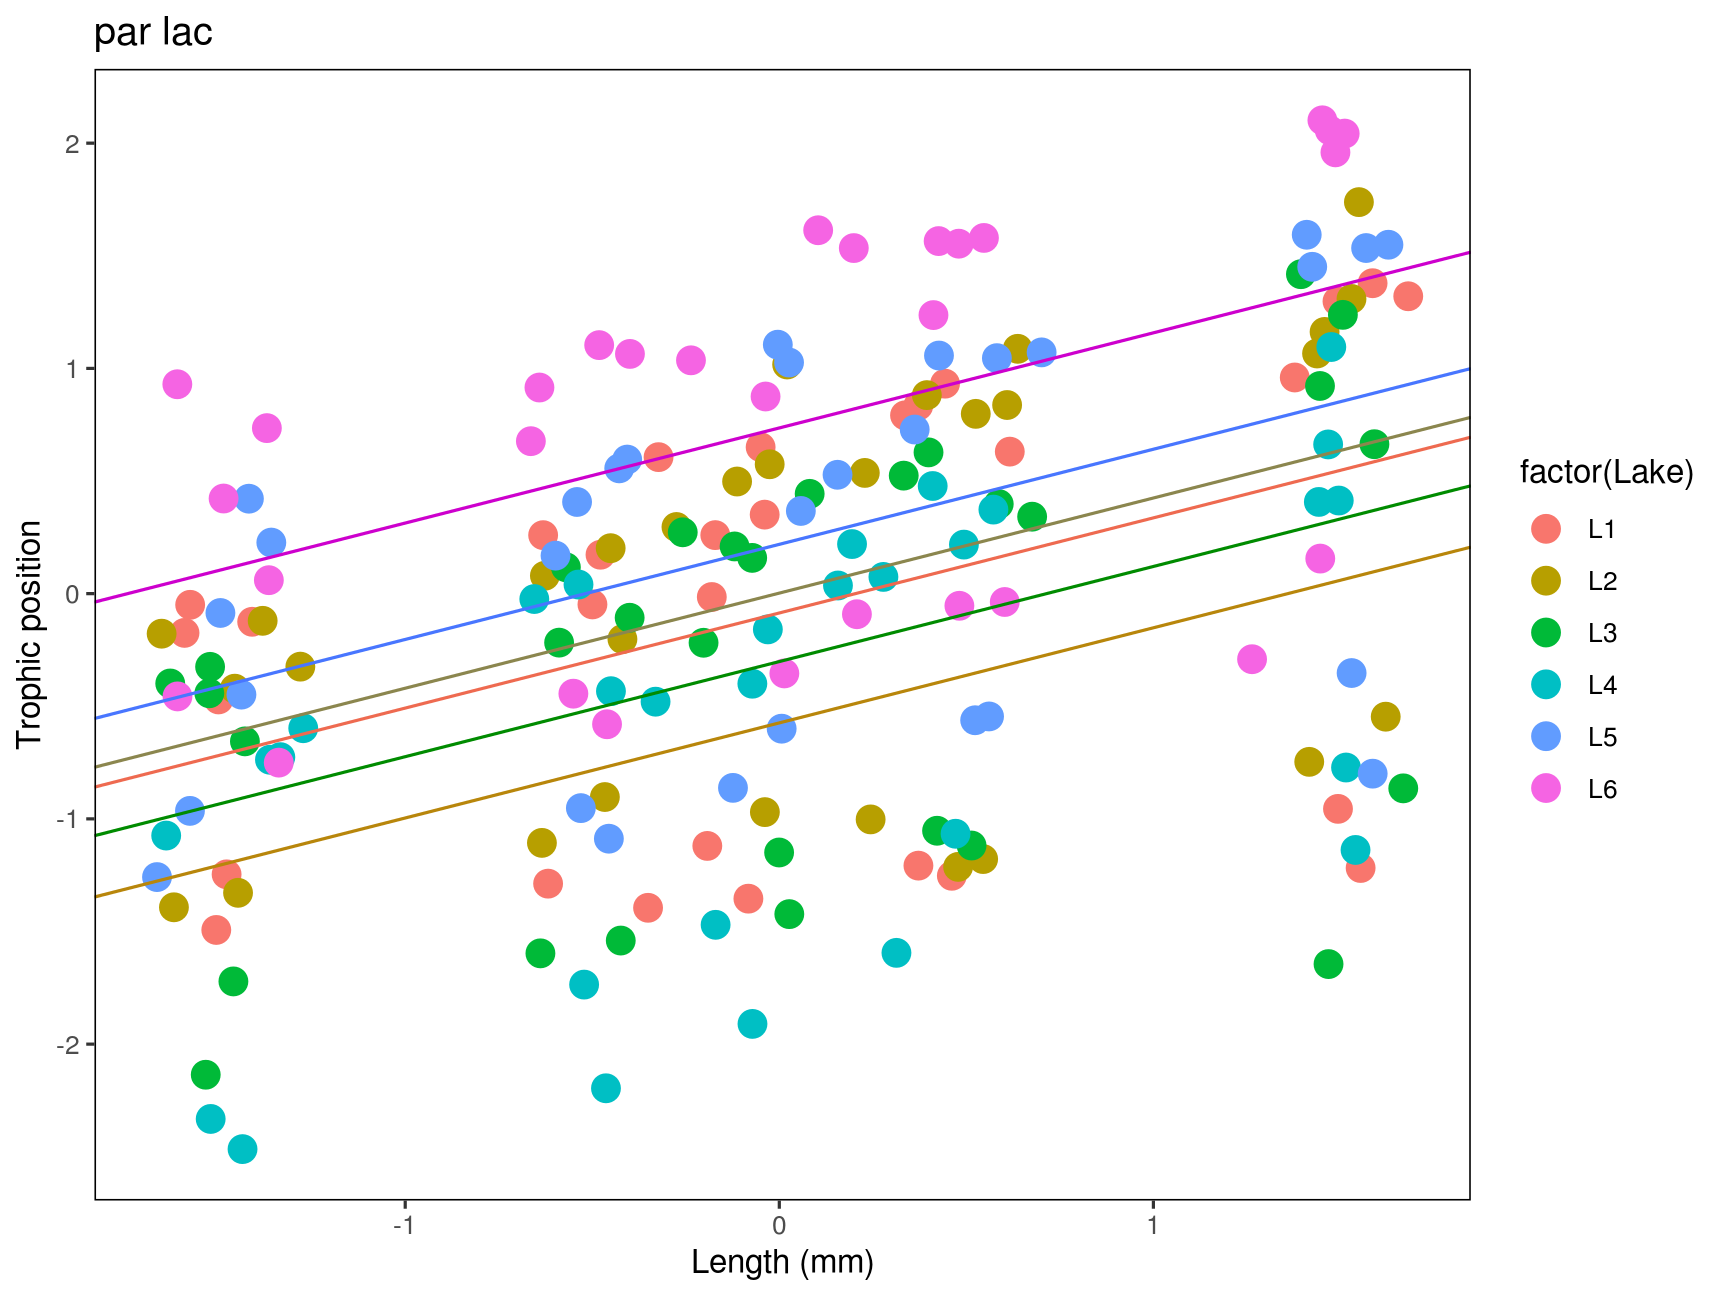 par lac
Trophic position
2
1
0
-1
-2
-1
0
1
Length (mm)
factor(Lake)
L1
L2
L3
L4
L5
L6